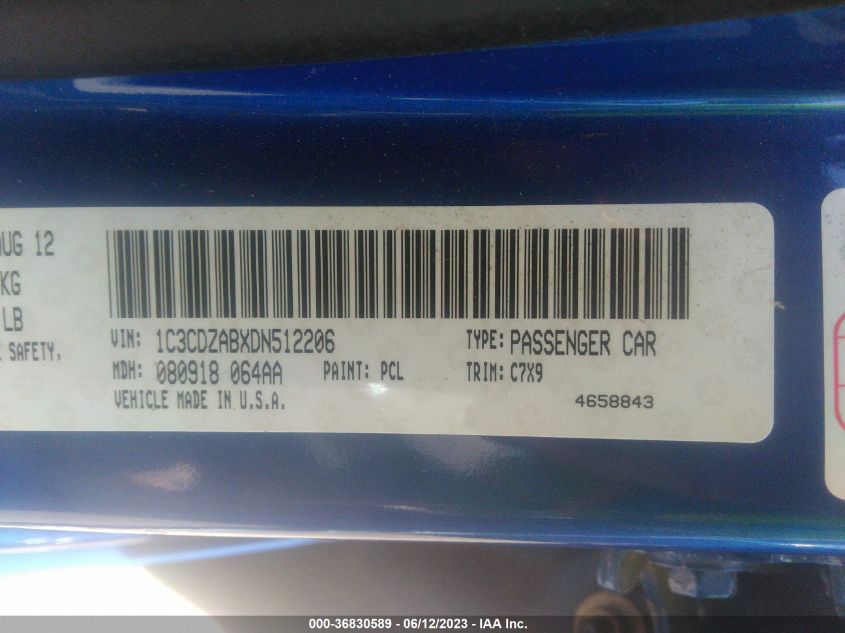 AUG 12
KG
LB
SAFETY,
VIN: 1C3CDZABXDN512206 TYPE: PASSENGER CAR
MDH: 080918 064AA PAINT: PCL TRIM: C7X9
VEHICLE MADE IN U.S.A. 4658843
000-36830589 - 06/12/2023 - IAA Inc.